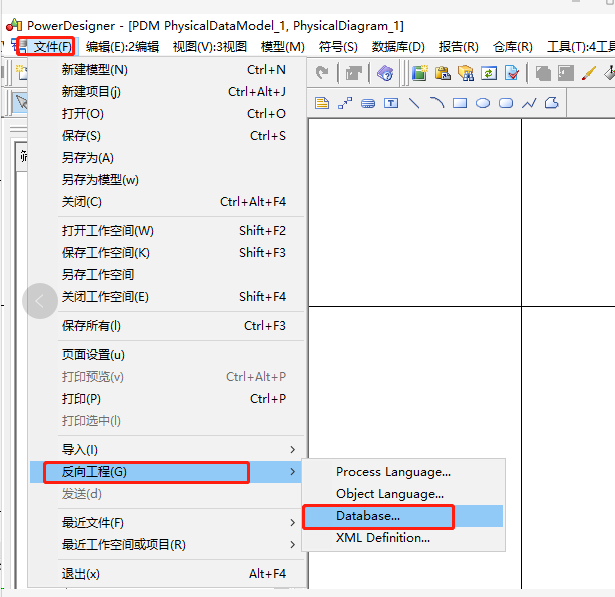 PowerDesigner - [PDM PhysicalDataModel_1, PhysicalDiagram_1]
文件(F) 编辑(E):2编辑 视图(V):3视图 模型(M) 符号(S) 数据库(D) 报告(R) 仓库(R) 工具(T):4工具
新建模型(N) Ctrl+N
新建项目(j) Ctrl+Alt+J
打开(O) Ctrl+O
保存(S) Ctrl+S
另存为(A)
另存为模型(w)
关闭(C) Ctrl+Alt+F4
打开工作空间(W) Shift+F2
保存工作空间(K) Shift+F3
另存工作空间
关闭工作空间(E) Shift+F4
保存所有(l) Ctrl+F3
页面设置(u)
打印预览(v) Ctrl+Alt+P
打印(P) Ctrl+P
打印选中(l)
导入(I)
反向工程(G)
Process Language...
发送(d)
Object Language...
Database...
最近文件(F)
XML Definition...
最近工作空间或项目(R)
退出(x) Alt+F4